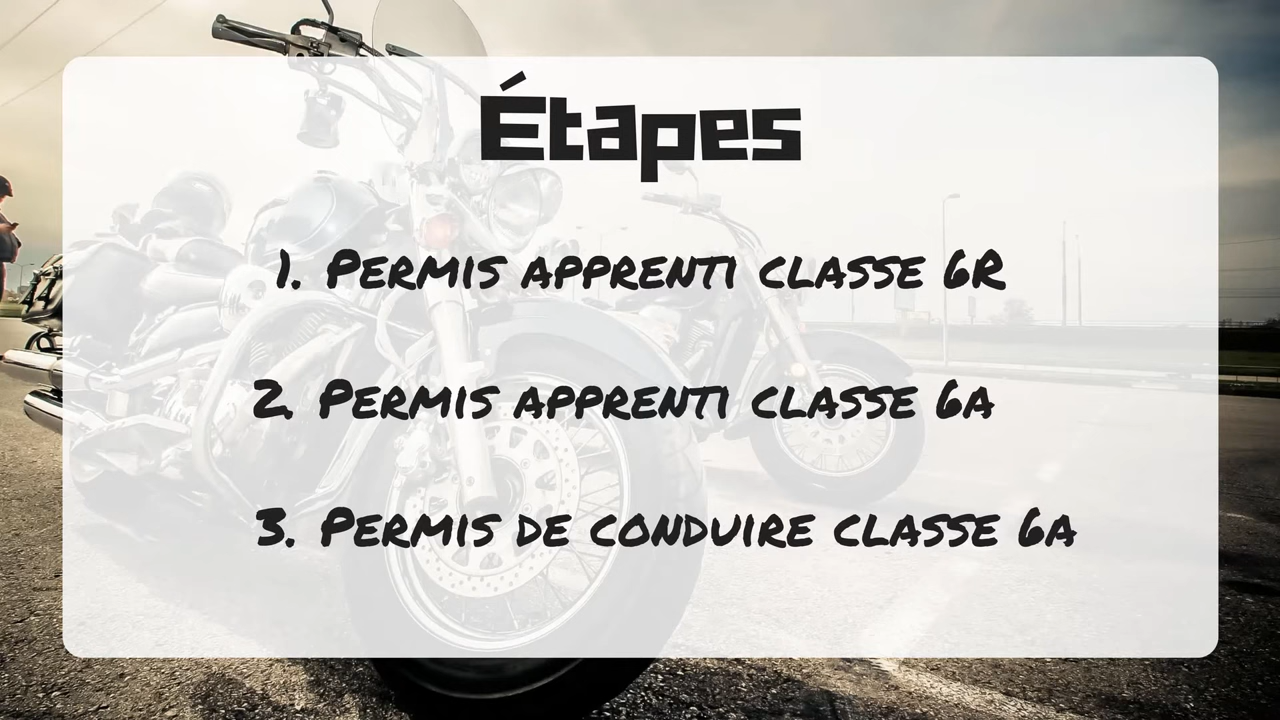 Étapes
1. Permis apprenti classe 6R
2. Permis apprenti classe 6A
3. Permis de conduire classe 6A